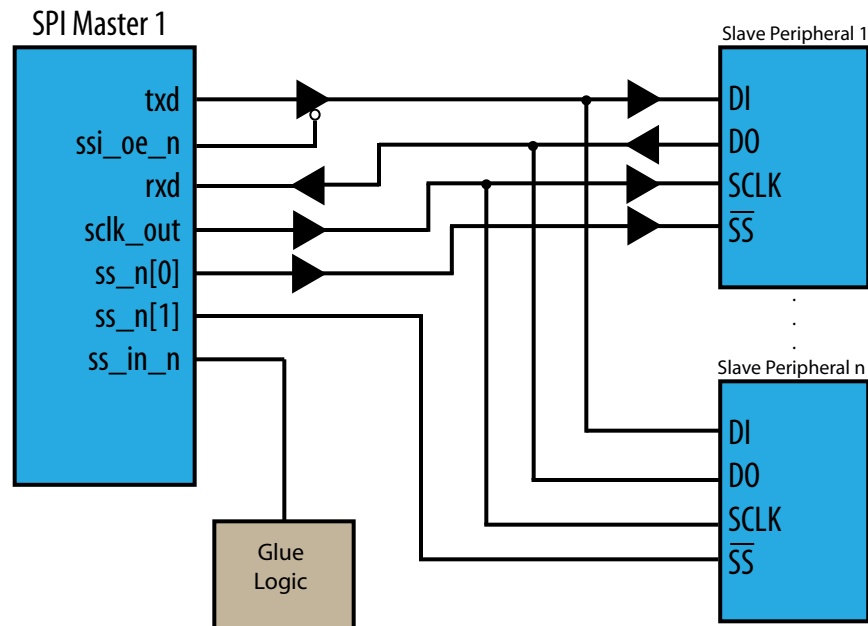 SPI Master 1
txd
ssi_oe_n
rxd
sclk_out
ss_n[0]
ss_n[1]
ss_in_n
Glue
Logic
Slave Peripheral 1
DI
DO
SCLK
SS
Slave Peripheral n
DI
DO
SCLK
SS